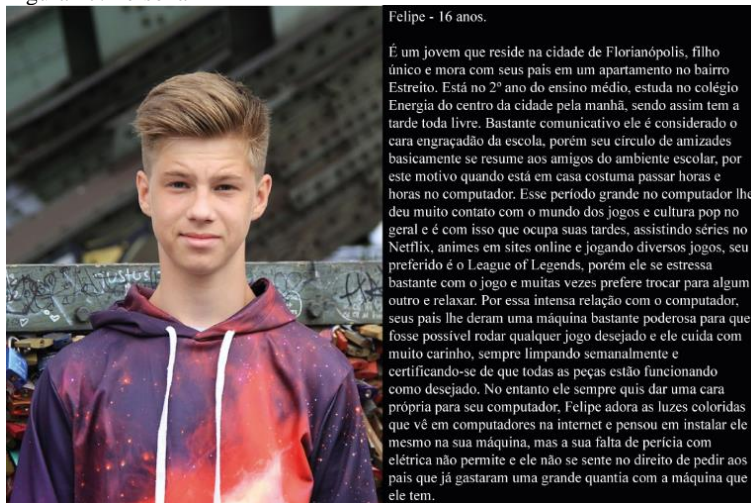 Felipe - 16 anos.
É um jovem que reside na cidade de Florianópolis, filho
único e mora com seus pais em um apartamento no bairro
Estreito. Está no 2º ano do ensino médio, estuda no colégio
Energia do centro da cidade pela manhã, sendo assim tem a
tarde toda livre. Bastante comunicativo ele é considerado o
cara engraçadão da escola, porém seu círculo de amizades
basicamente se resume aos amigos do ambiente escolar, por
este motivo quando está em casa costuma passar horas e
horas no computador. Esse período grande no computador lhe
deu muito contato com o mundo dos jogos e cultura pop no
geral e é com isso que ocupa suas tardes, assistindo séries no
Netflix, animes em sites online e jogando diversos jogos, seu
preferido é o League of Legends, porém ele se estressa
bastante com o jogo e muitas vezes prefere trocar para algum
outro e relaxar. Por essa intensa relação com o computador,
seus pais lhe deram uma máquina bastante poderosa para que
fosse possível rodar qualquer jogo desejado e ele cuida com
muito carinho, sempre limpando semanalmente e
certificando-se de que todas as peças estão funcionando
como desejado. No entanto ele sempre quis dar uma cara
própria para seu computador, Felipe adora as luzes coloridas
que vê em computadores na internet e pensou em instalar ele
mesmo na sua máquina, mas a sua falta de perícia com
elétrica não permite e ele não se sente no direito de pedir aos
pais que já gastaram uma grande quantia com a máquina que
ele tem.